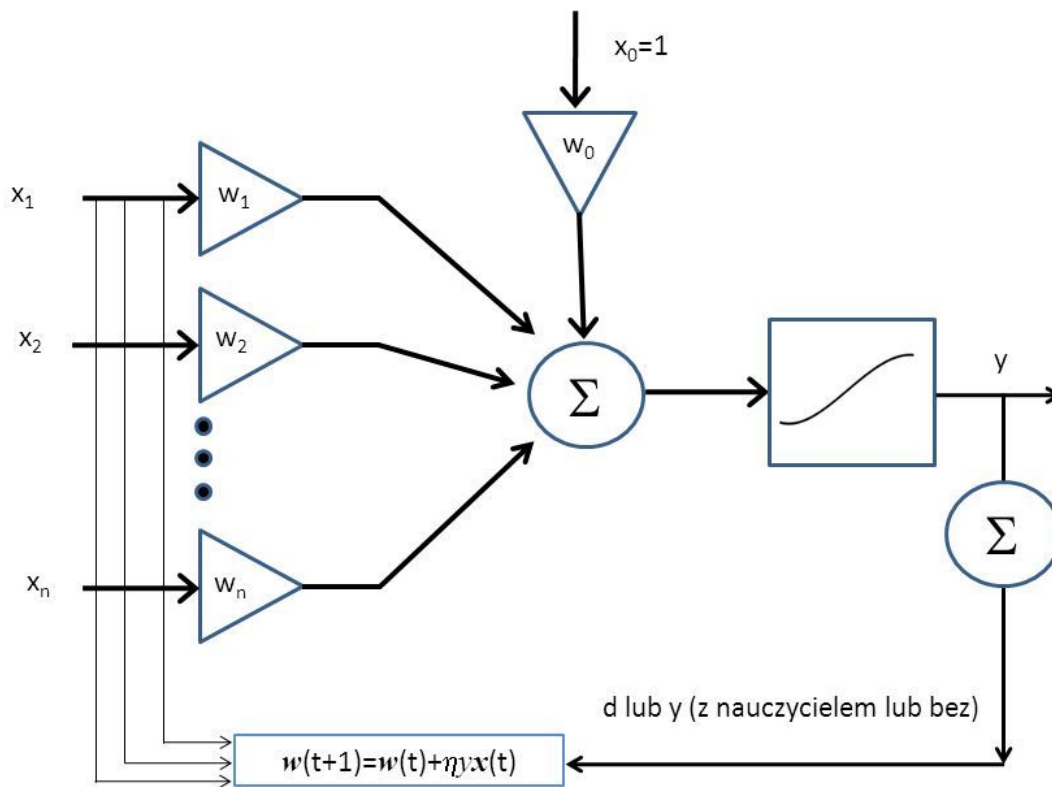 x₀=1
w₀
x₁
w₁
x₂
w₂
Σ
y
Σ
xₙ
wₙ
d lub y (z nauczycielem lub bez)
w(t+1)=w(t)+ηyx(t)